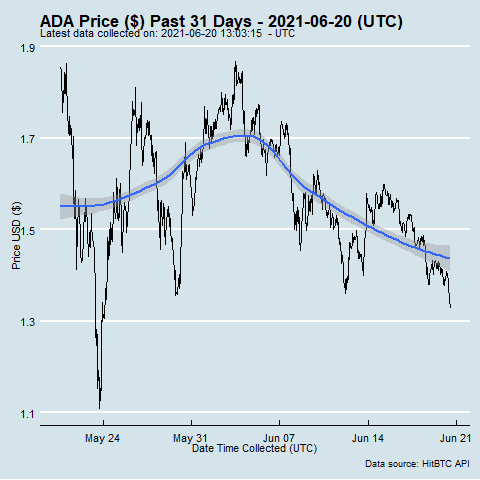 ADA Price ($) Past 31 Days - 2021-06-20 (UTC)
Latest data collected on: 2021-06-20 13:03:15  - UTC
1.9
1.7
1.5
1.3
1.1
Price USD ($)
May 24
May 31
Jun 07
Jun 14
Jun 21
Date Time Collected (UTC)
Data source: HitBTC API